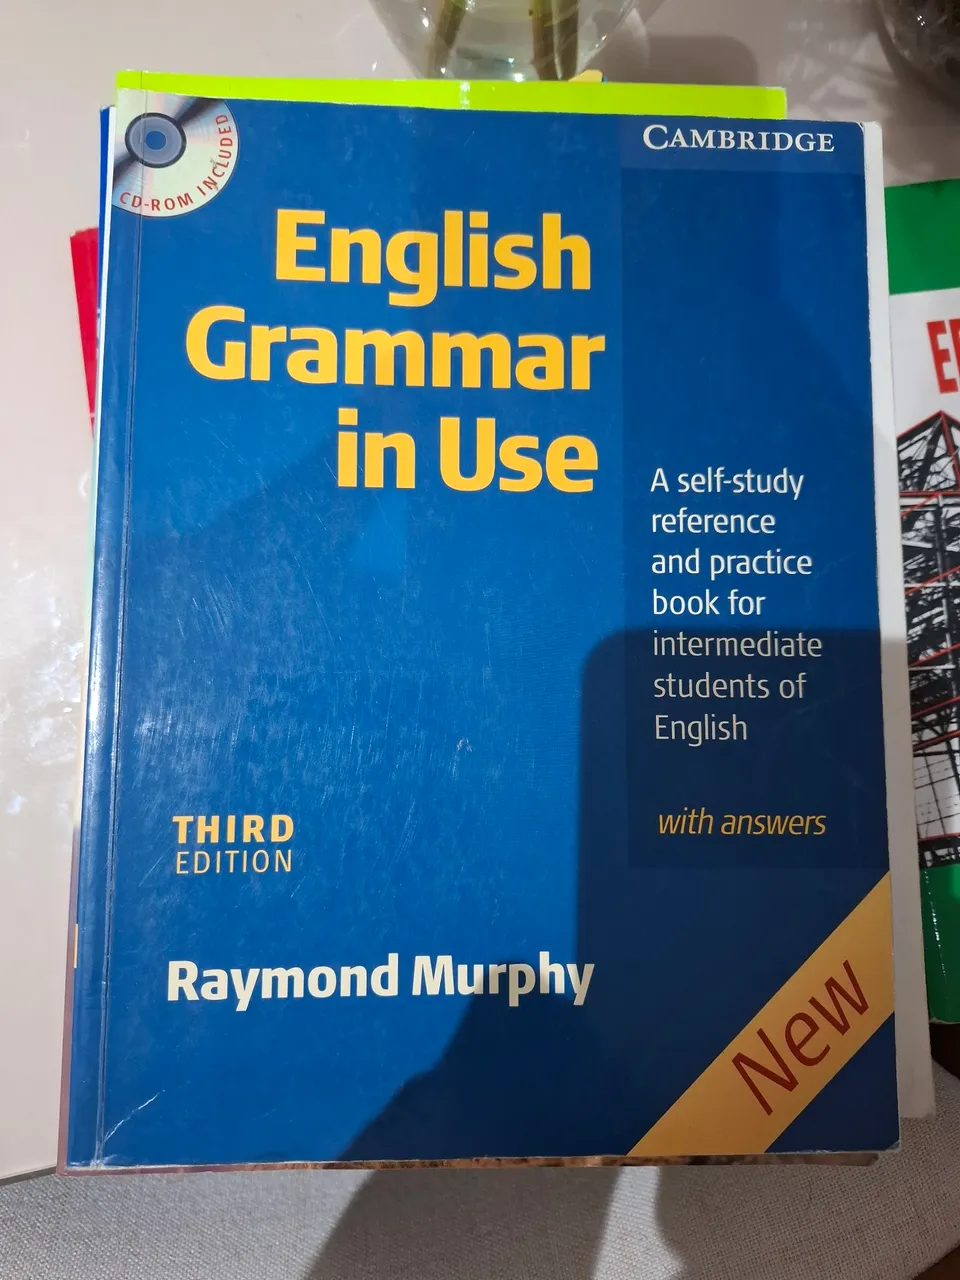 CD-ROM INCLUDED
CAMBRIDGE
English
Grammar
in Use
A self-study
reference
and practice
book for
intermediate
students of
English
with answers
THIRD
EDITION
Raymond Murphy
New